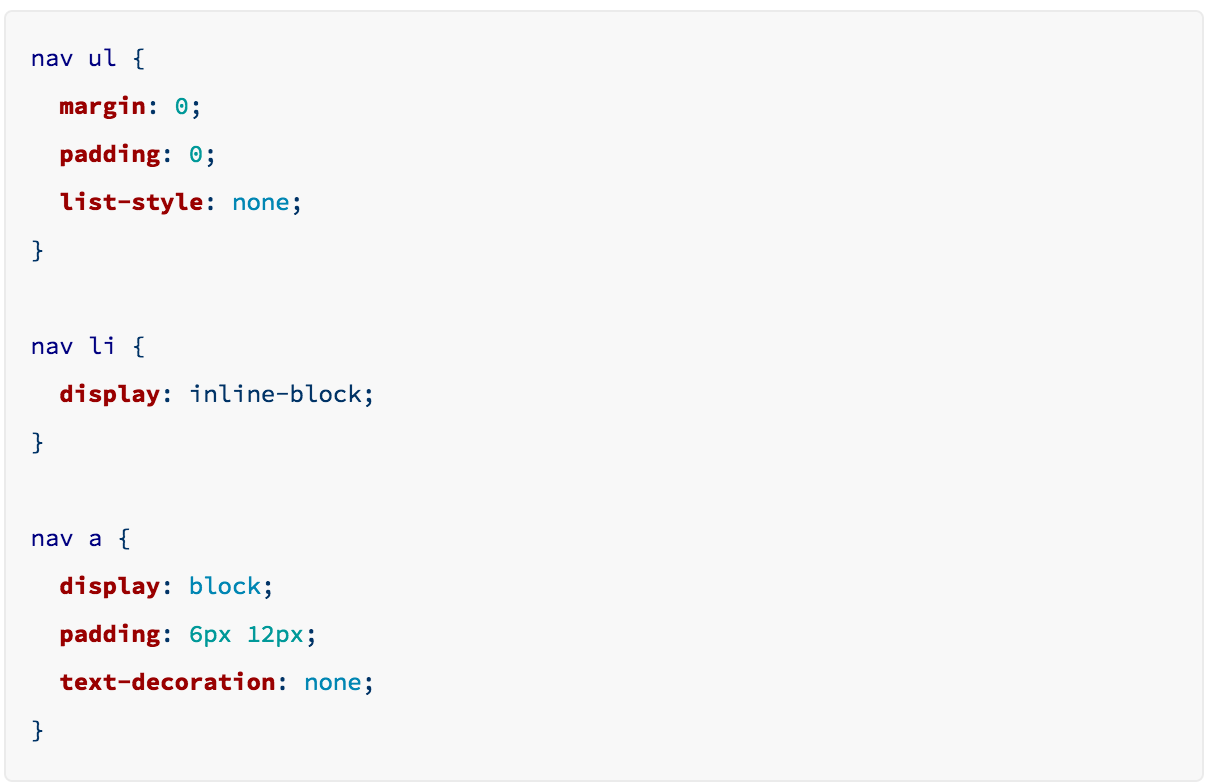 nav ul {
  margin: 0;
  padding: 0;
  list-style: none;
}

nav li {
  display: inline-block;
}

nav a {
  display: block;
  padding: 6px 12px;
  text-decoration: none;
}